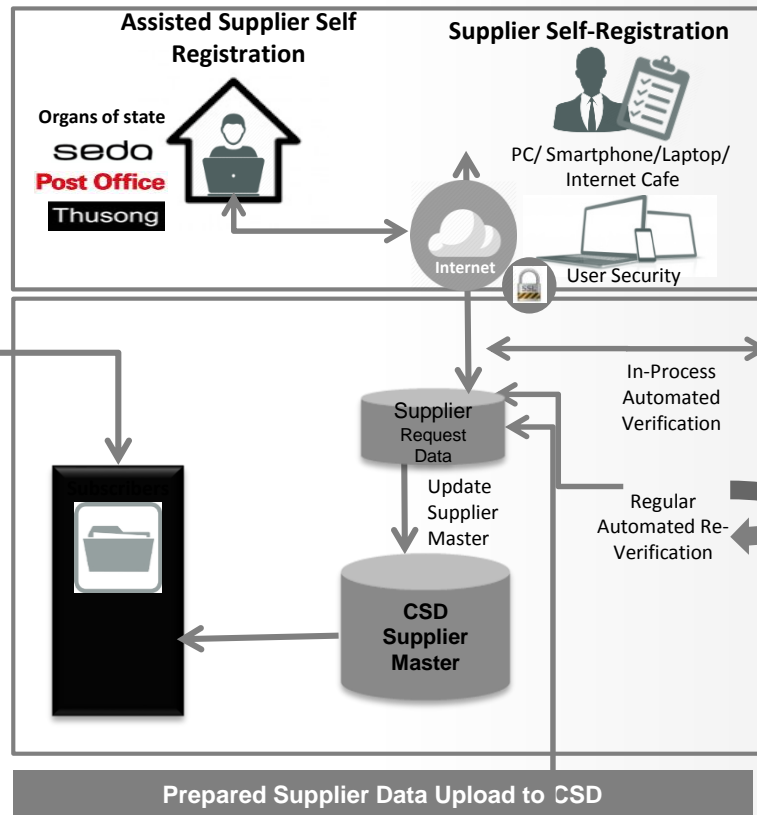 Assisted Supplier Self
Registration
Organs of state
seda
Post Office
Thusong
Supplier Self-Registration
PC/ Smartphone/Laptop/
Internet Cafe
Internet
SSL
User Security
In-Process
Automated
Verification
Supplier
Request
Data
Update
Supplier
Master
Regular
Automated Re-
Verification
Subscribers
CSD
Supplier
Master
Prepared Supplier Data Upload to CSD